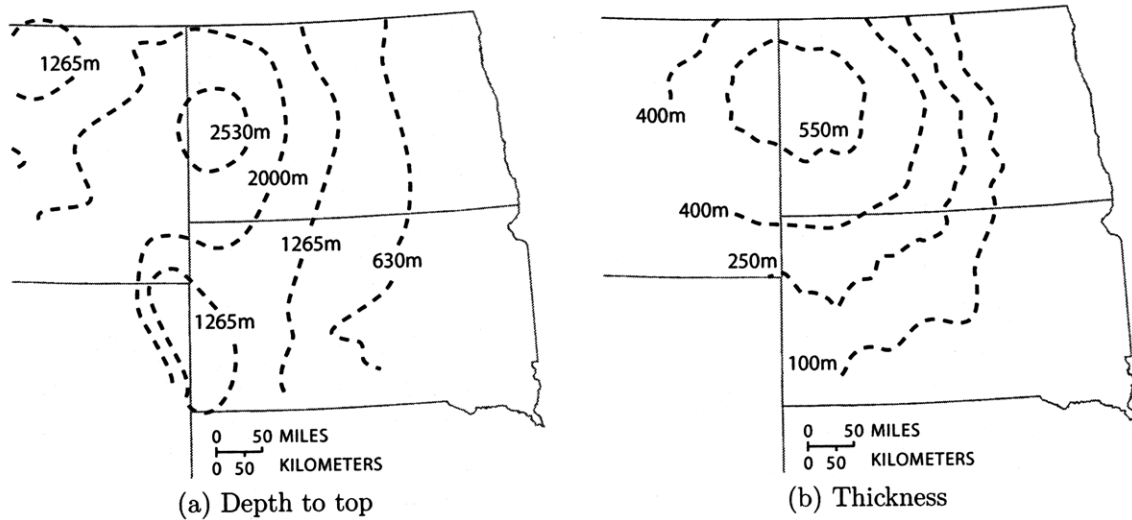 1265m
2530m
2000m
1265m
630m
1265m
0 50 MILES
0 50 KILOMETERS
(a) Depth to top
400m
550m
400m
250m
100m
0 50 MILES
0 50 KILOMETERS
(b) Thickness